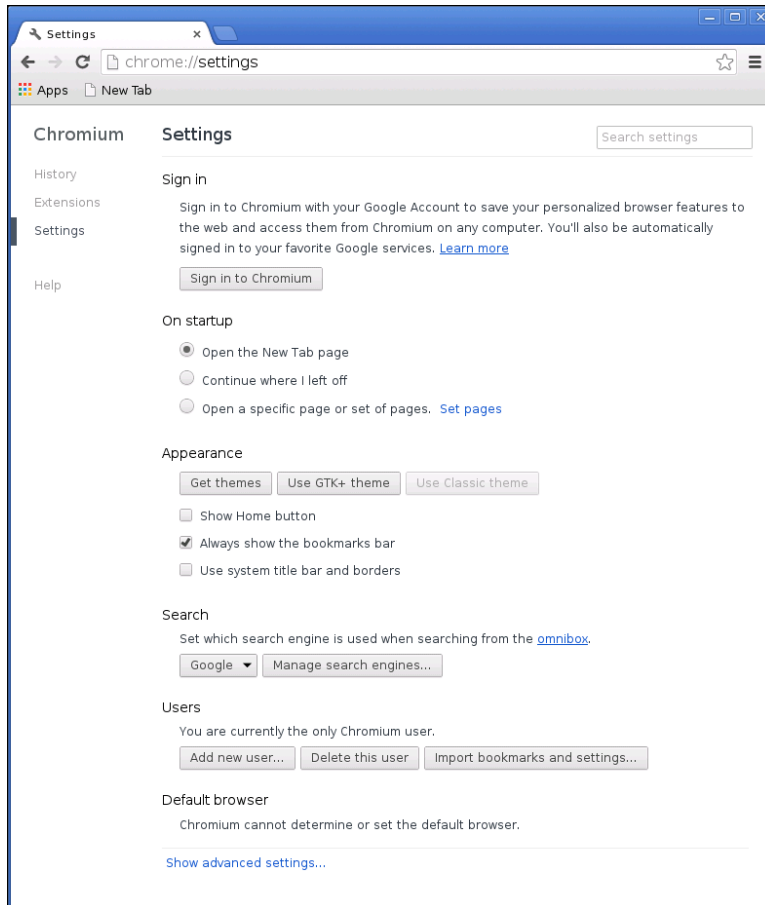 Settings
chrome://settings
Apps New Tab
Chromium
Settings
Search settings
History
Extensions
Settings
Help
Sign in
Sign in to Chromium with your Google Account to save your personalized browser features to
the web and access them from Chromium on any computer. You'll also be automatically
signed in to your favorite Google services. Learn more
Sign in to Chromium
On startup
Open the New Tab page
Continue where I left off
Open a specific page or set of pages. Set pages
Appearance
Get themes Use GTK+ theme Use Classic theme
Show Home button
Always show the bookmarks bar
Use system title bar and borders
Search
Set which search engine is used when searching from the omnibox.
Google Manage search engines...
Users
You are currently the only Chromium user.
Add new user... Delete this user Import bookmarks and settings...
Default browser
Chromium cannot determine or set the default browser.
Show advanced settings...